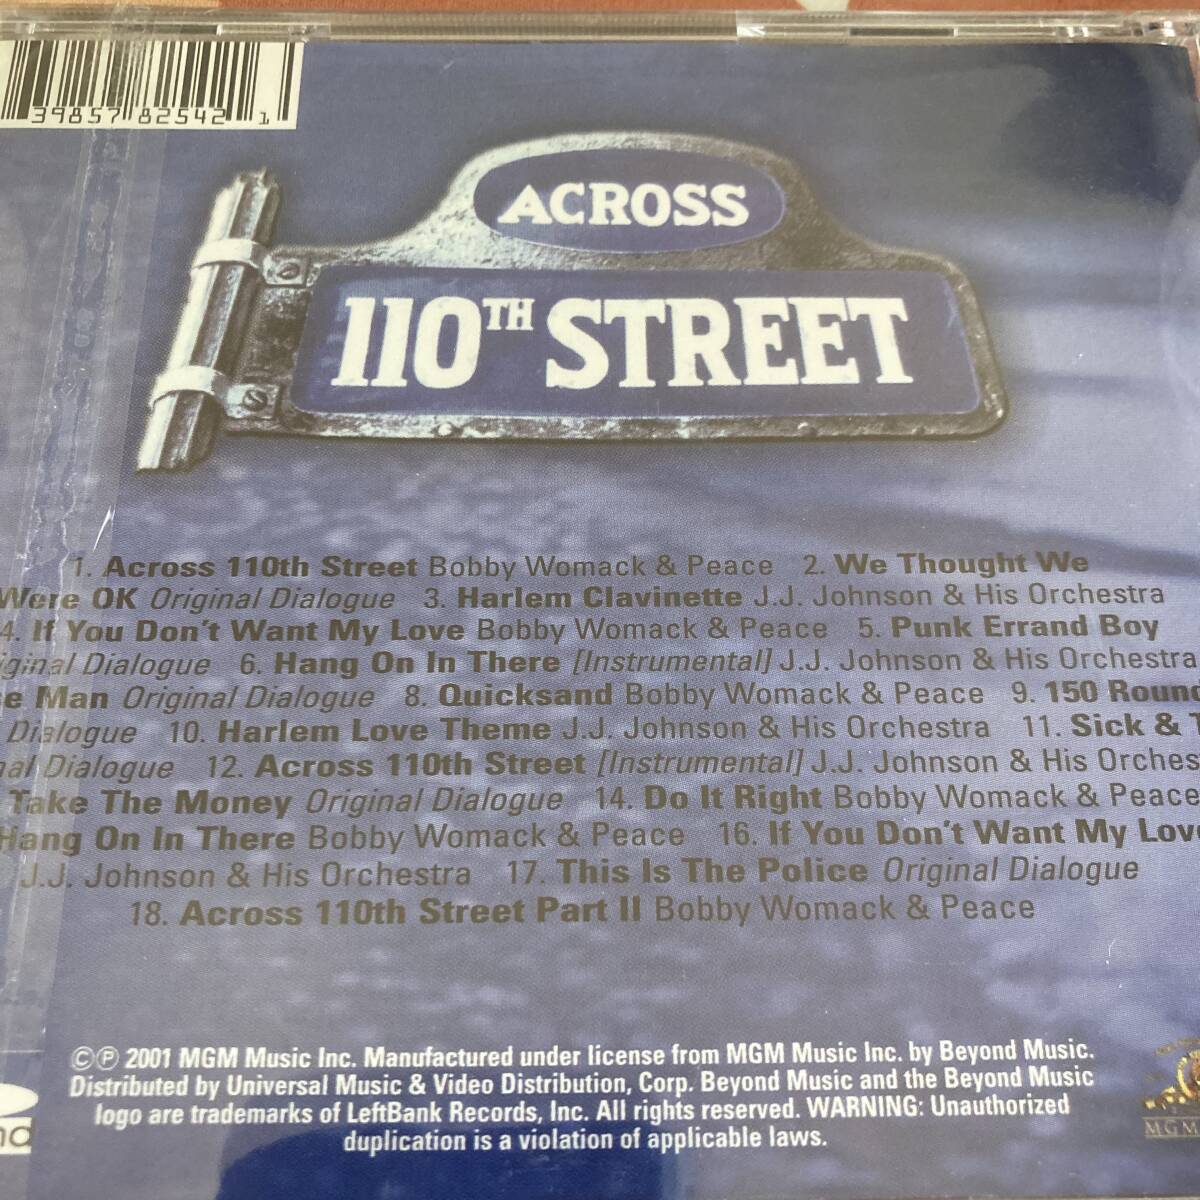 39857 82542 1
ACROSS
110TH STREET
1. Across 110th Street Bobby Womack & Peace 2. We Thought We
Were OK Original Dialogue 3. Harlem Clavinette J.J. Johnson & His Orchestra
4. If You Don't Want My Love Bobby Womack & Peace 5. Punk Errand Boy
Dialogue 6. Hang On In There [Instrumental] J.J. Johnson & His Orchestra
Man Original Dialogue 8. Quicksand Bobby Womack & Peace 9. 150
Dialogue 10. Harlem Love Theme J.J. Johnson & His Orchestra 11. Sick &
Dialogue 12. Across 110th Street [Instrumental] J.J. Johnson & His
Take The Money Original Dialogue 14. Do It Right Bobby Womack & Peace
Hang On In There Bobby Womack & Peace 16. If You Don't Want My
J.J. Johnson & His Orchestra 17. This Is The Police Original Dialogue
18. Across 110th Street Part II Bobby Womack & Peace
©℗ 2001 MGM Music Inc. Manufactured under license from MGM Music Inc. by Beyond Music.
Distributed by Universal Music & Video Distribution, Corp. Beyond Music and the Beyond Music
logo are trademarks of LeftBank Records, Inc. All rights reserved. WARNING: Unauthorized
duplication is a violation of applicable laws.
MGM